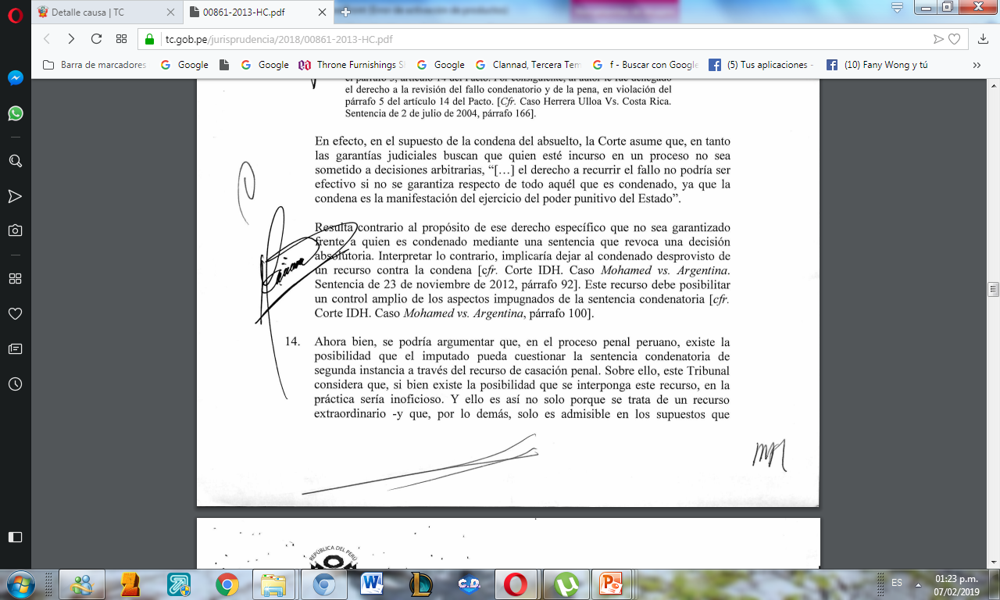 Detalle causa | TC
00861-2013-HC.pdf
tc.gob.pe/jurisprudencia/2018/00861-2013-HC.pdf
Barra de marcadores
Google
Google
Throne Furnishings S
Google
Clannad, Tercera Tem
f - Buscar con Google
(5) Tus aplicaciones -
(10) Fany Wong y tú
el derecho a la revisión del fallo condenatorio y de la pena, en violación del
párrafo 5 del artículo 14 del Pacto. [Cfr. Caso Herrera Ulloa Vs. Costa Rica.
Sentencia de 2 de julio de 2004, párrafo 166].
En efecto, en el supuesto de la condena del absuelto, la Corte asume que, en tanto
las garantías judiciales buscan que quien esté incurso en un proceso no sea
sometido a decisiones arbitrarias, “[…] el derecho a recurrir el fallo no podría ser
efectivo si no se garantiza respecto de todo aquél que es condenado, ya que la
condena es la manifestación del ejercicio del poder punitivo del Estado”.
Resulta contrario al propósito de ese derecho específico que no sea garantizado
frente a quien es condenado mediante una sentencia que revoca una decisión
absolutoria. Interpretar lo contrario, implicaría dejar al condenado desprovisto de
un recurso contra la condena [cfr. Corte IDH. Caso Mohamed vs. Argentina.
Sentencia de 23 de noviembre de 2012, párrafo 92]. Este recurso debe posibilitar
un control amplio de los aspectos impugnados de la sentencia condenatoria [cfr.
Corte IDH. Caso Mohamed vs. Argentina, párrafo 100].
14. Ahora bien, se podría argumentar que, en el proceso penal peruano, existe la
posibilidad que el imputado pueda cuestionar la sentencia condenatoria de
segunda instancia a través del recurso de casación penal. Sobre ello, este Tribunal
considera que, si bien existe la posibilidad que se interponga este recurso, en la
práctica sería inoficioso. Y ello es así no solo porque se trata de un recurso
extraordinario -y que, por lo demás, solo es admisible en los supuestos que
REPÚBLICA DEL PERÚ
C.D.
ES
01:23 p.m.
07/02/2019